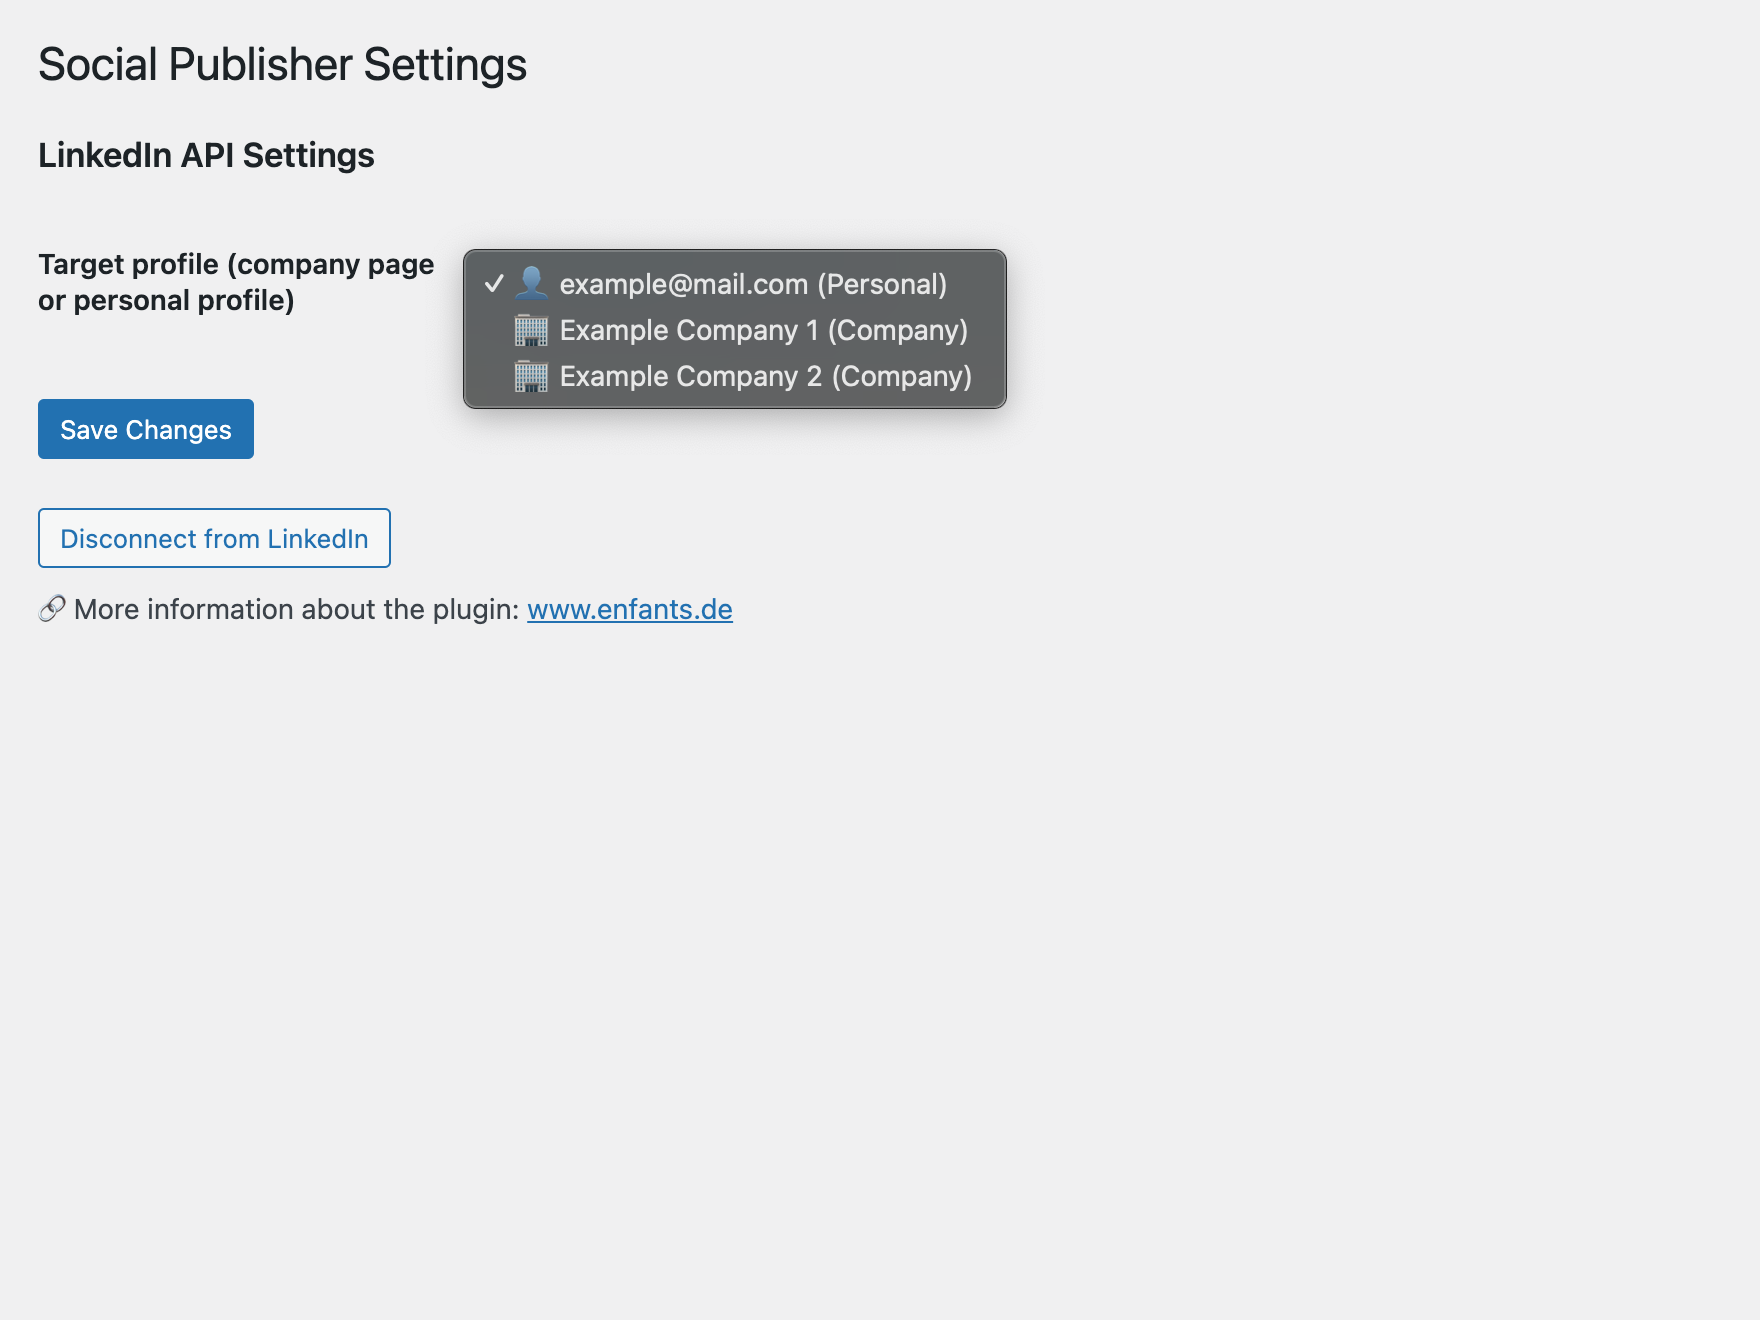 Social Publisher Settings
LinkedIn API Settings
Target profile (company page
or personal profile)
✓ 👤 example@mail.com (Personal)
🏢 Example Company 1 (Company)
🏢 Example Company 2 (Company)
Save Changes
Disconnect from LinkedIn
🔗 More information about the plugin: www.enfants.de